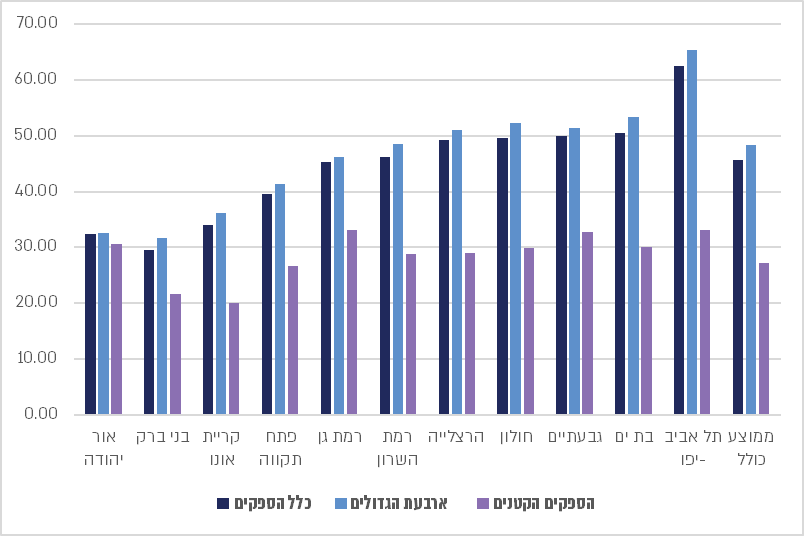 70.00
60.00
50.00
40.00
30.00
20.00
10.00
0.00
אור יהודה
בני ברק
קריית אונו
פתח תקווה
רמת גן
רמת השרון
הרצלייה
חולון
גבעתיים
בת ים
תל אביב -יפו
ממוצע כולל
כלל הספקים
ארבעת הגדולים
הספקים הקטנים